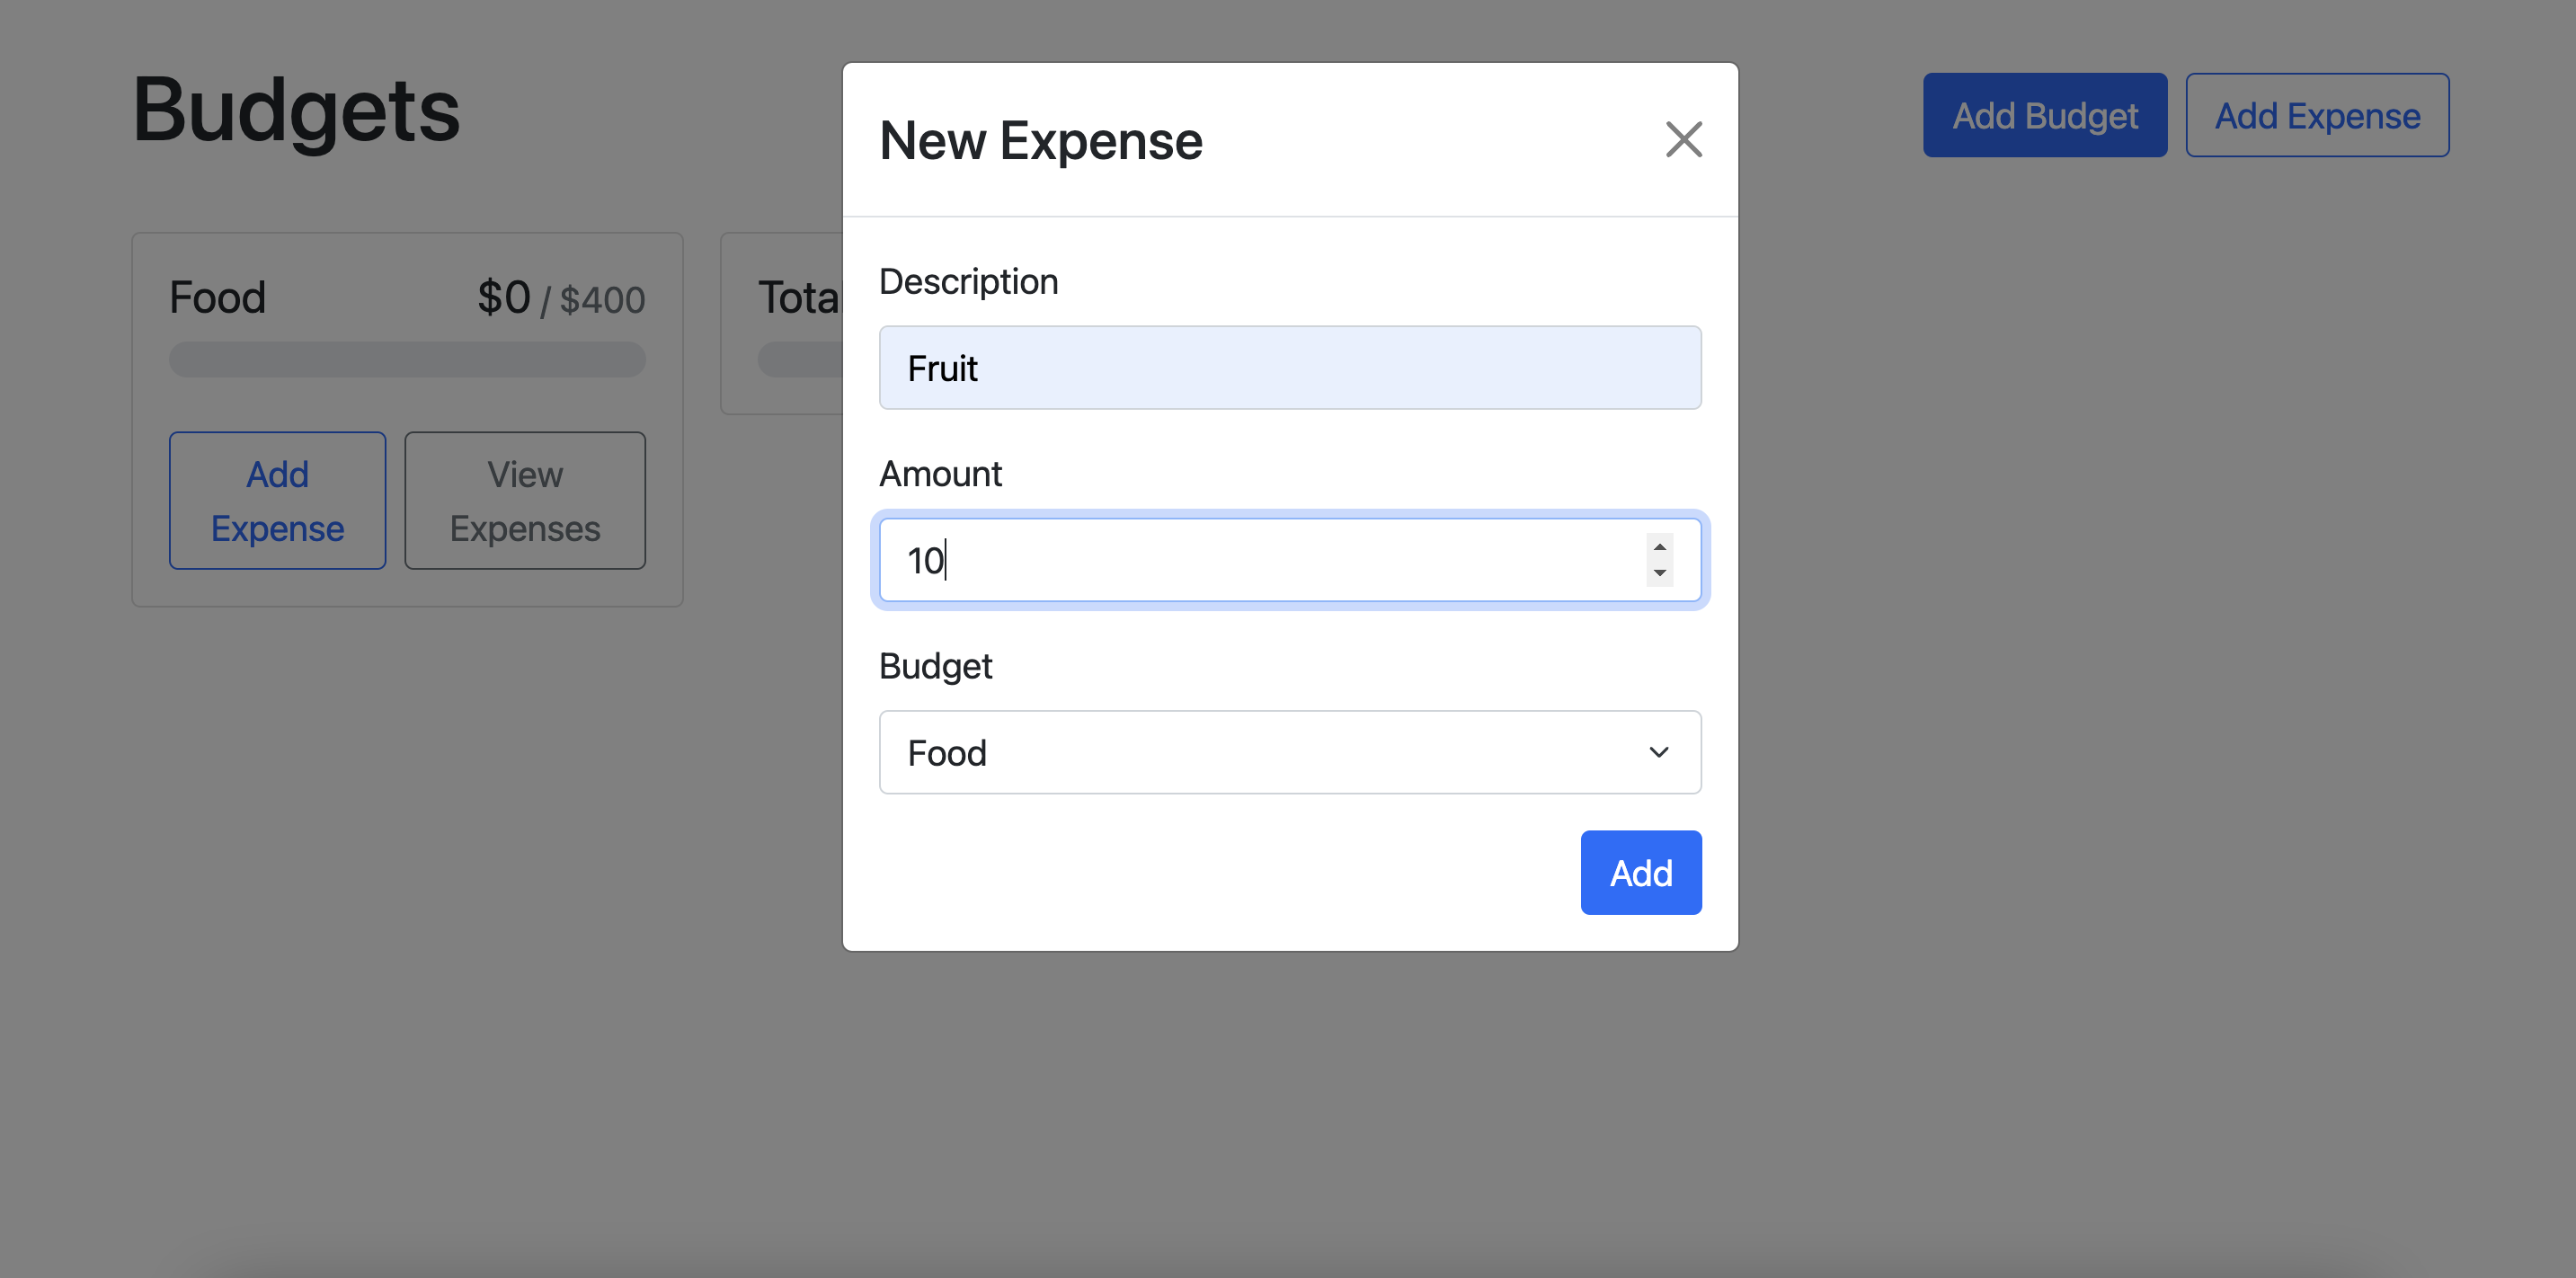 Budgets
Add Budget
Add Expense
Food
$0 / $400
Add
Expense
View
Expenses
New Expense
Description
Fruit
Amount
10
Budget
Food
Add